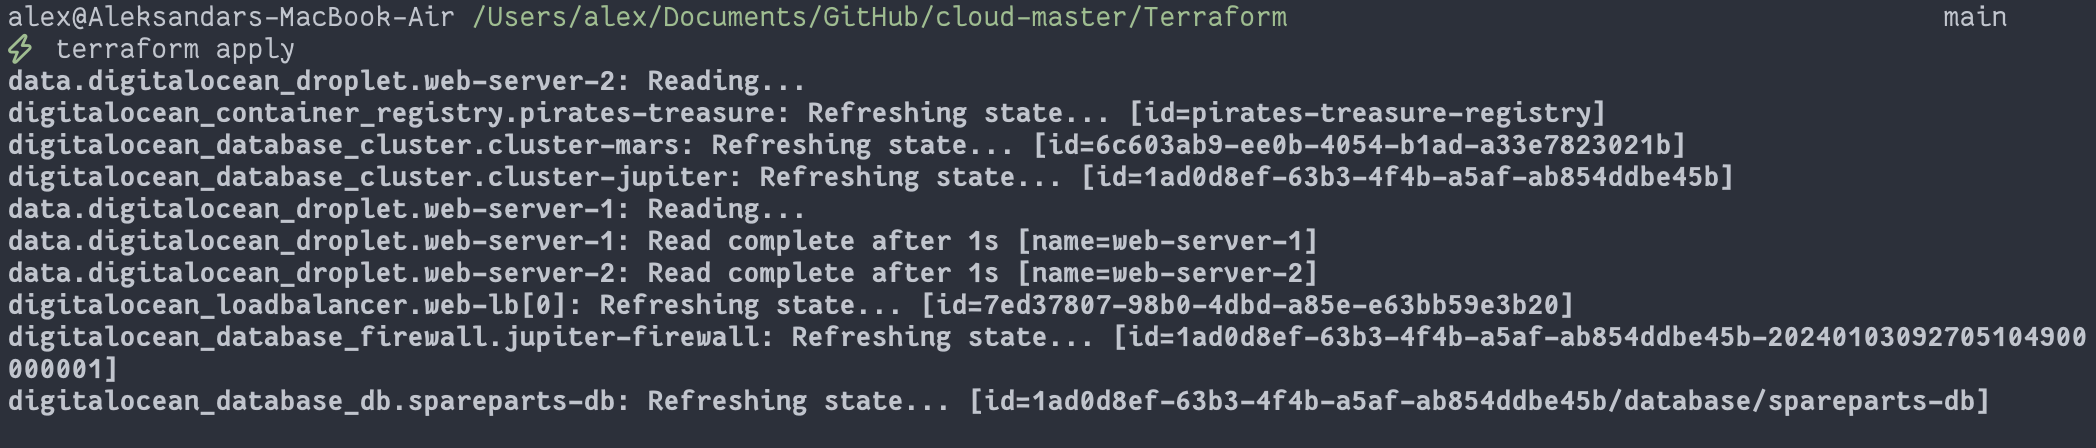 alex@Aleksandars-MacBook-Air /Users/alex/Documents/GitHub/cloud-master/Terraform main
terraform apply
data.digitalocean_droplet.web-server-2: Reading...
digitalocean_container_registry.pirates-treasure: Refreshing state... [id=pirates-treasure-registry]
digitalocean_database_cluster.cluster-mars: Refreshing state... [id=6c603ab9-ee0b-4054-b1ad-a33e7823021b]
digitalocean_database_cluster.cluster-jupiter: Refreshing state... [id=1ad0d8ef-63b3-4f4b-a5af-ab854ddbe45b]
data.digitalocean_droplet.web-server-1: Reading...
data.digitalocean_droplet.web-server-1: Read complete after 1s [name=web-server-1]
data.digitalocean_droplet.web-server-2: Read complete after 1s [name=web-server-2]
digitalocean_loadbalancer.web-lb[0]: Refreshing state... [id=7ed37807-98b0-4dbd-a85e-e63bb59e3b20]
digitalocean_database_firewall.jupiter-firewall: Refreshing state... [id=1ad0d8ef-63b3-4f4b-a5af-ab854ddbe45b-20240103092705104900
000001]
digitalocean_database_db.spareparts-db: Refreshing state... [id=1ad0d8ef-63b3-4f4b-a5af-ab854ddbe45b/database/spareparts-db]